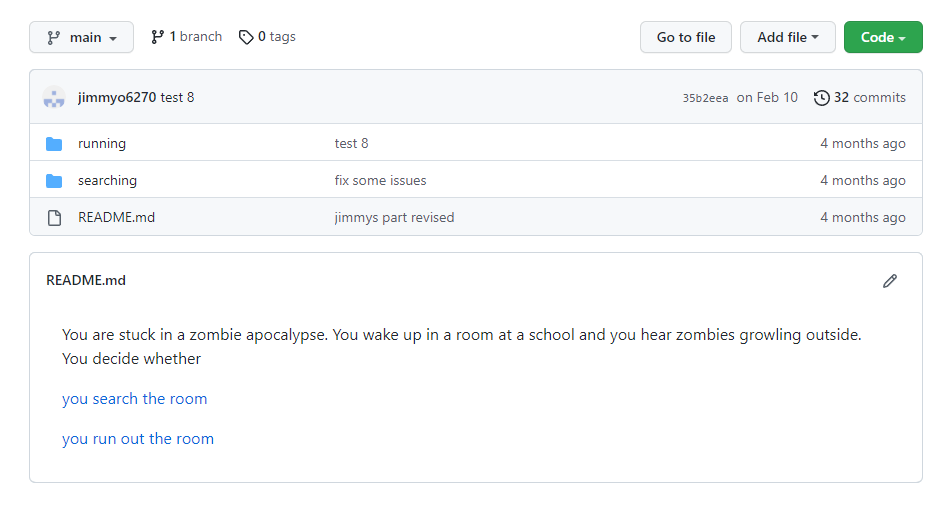 main 1 branch 0 tags Go to file Add file Code
jimmyo6270 test 8 35b2eea on Feb 10 32 commits
running test 8 4 months ago
searching fix some issues 4 months ago
README.md jimmys part revised 4 months ago
README.md
You are stuck in a zombie apocalypse. You wake up in a room at a school and you hear zombies growling outside.
You decide whether
you search the room
you run out the room